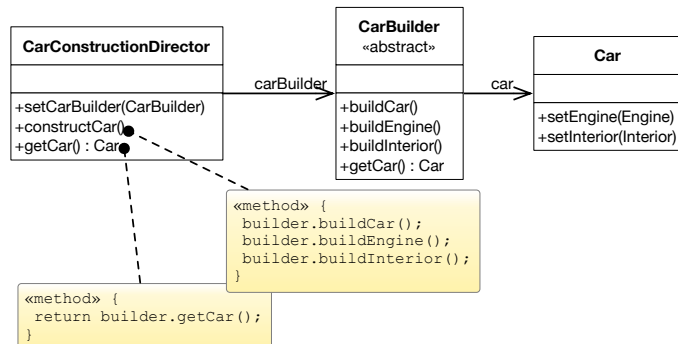 CarConstructionDirector
+setCarBuilder(CarBuilder)
+constructCar()
+getCar() : Car
carBuilder
CarBuilder
«abstract»
+buildCar()
+buildEngine()
+buildInterior()
+getCar() : Car
car
Car
+setEngine(Engine)
+setInterior(Interior)
«method» {
builder.buildCar();
builder.buildEngine();
builder.buildInterior();
}
«method» {
return builder.getCar();
}